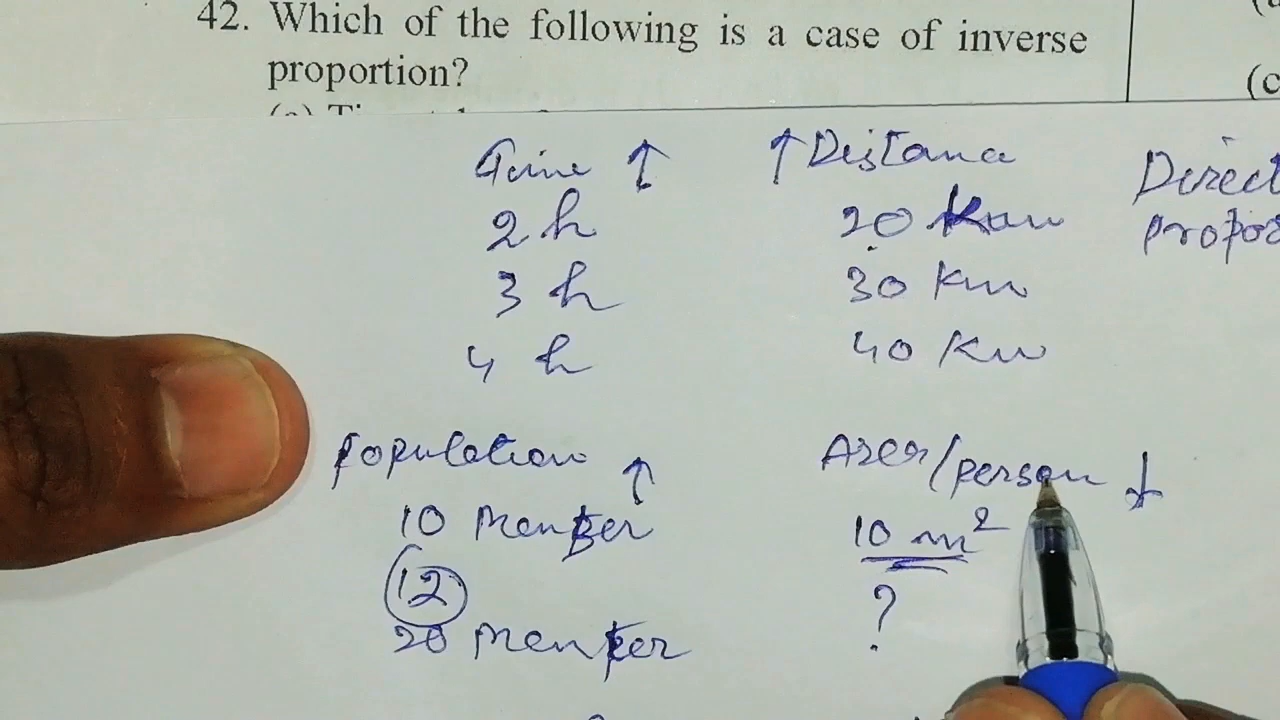 42. Which of the following is a case of inverse
proportion?
(c
Time ↑ ↑ Distance Direct
2 h 20 Km
3 h 30 Km
4 h 40 Km
Population ↑ Area/person ↓
10 Member 10 m²
12 ?
20 Member